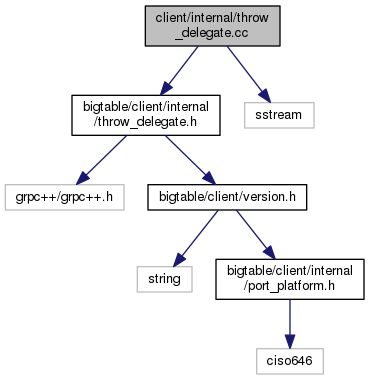 client/internal/throw
_delegate.cc
bigtable/client/internal
/throw_delegate.h
sstream
grpc++/grpc++.h
bigtable/client/version.h
string
bigtable/client/internal
/port_platform.h
ciso646